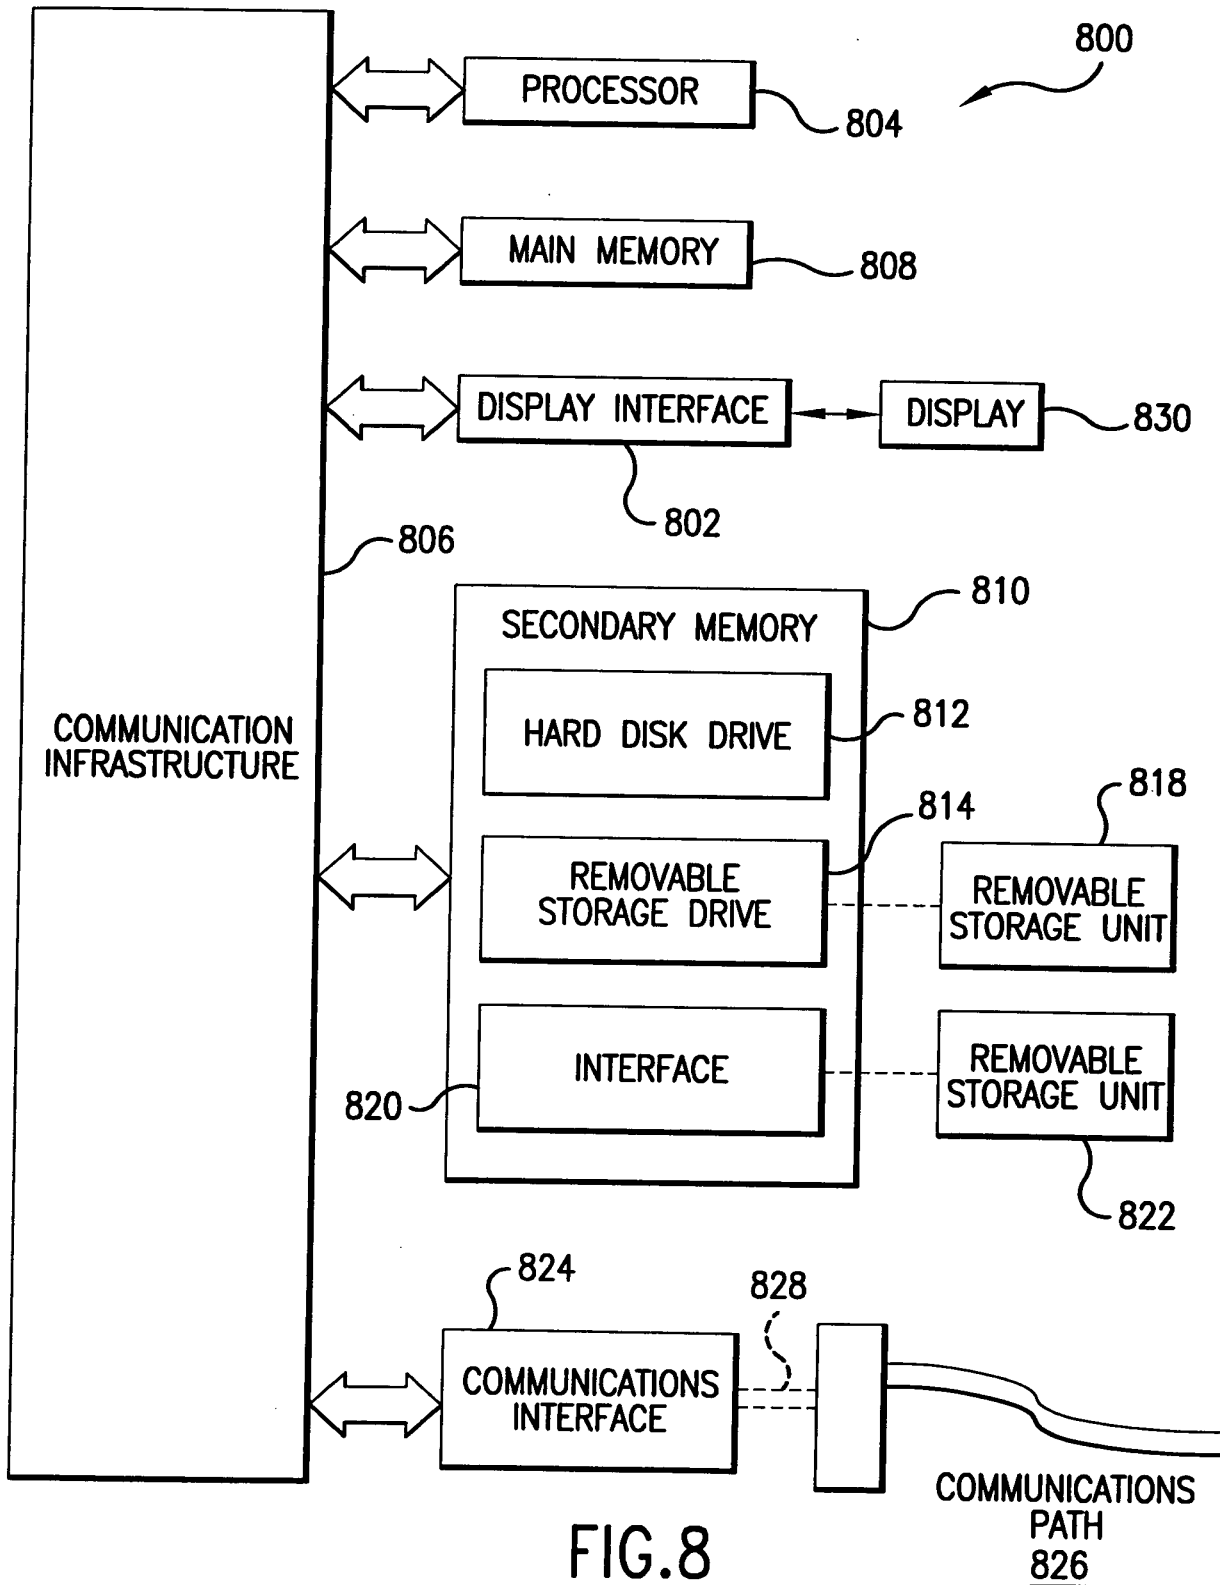 800
PROCESSOR
804
MAIN MEMORY
808
DISPLAY INTERFACE
DISPLAY
830
802
806
810
SECONDARY MEMORY
COMMUNICATION
INFRASTRUCTURE
HARD DISK DRIVE
812
814
818
REMOVABLE
STORAGE DRIVE
REMOVABLE
STORAGE UNIT
INTERFACE
820
REMOVABLE
STORAGE UNIT
822
824
828
COMMUNICATIONS
INTERFACE
COMMUNICATIONS
PATH
826
FIG.8